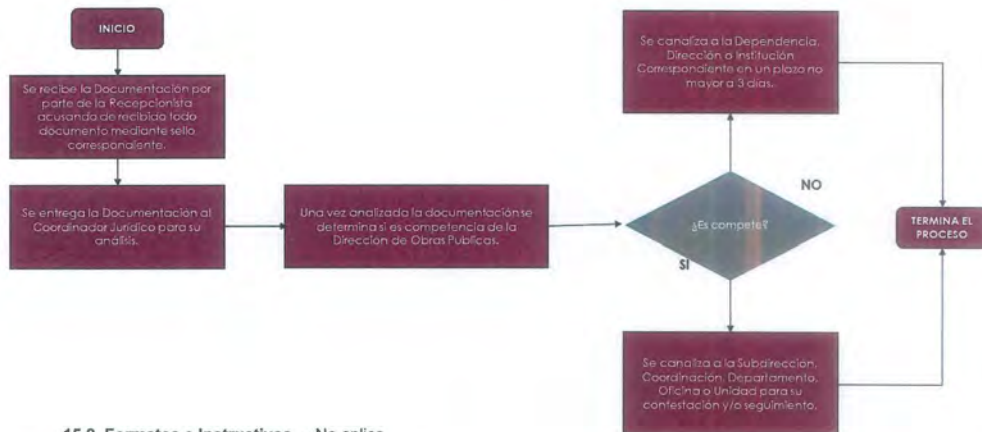 INICIO
Se recibe la Documentación por
parte de la Recepcionista
acusando de recibido todo
documento mediante sello
correspondiente.
Se entrega la Documentación al
Coordinador Jurídico para su
análisis.
Una vez analizada la documentación se
determina si es competencia de la
Dirección de Obras Publicas.
¿Es compete?
NO
Se canaliza a la Dependencia,
Dirección o Institución
Correspondiente en un plazo no
mayor a 3 días.
SI
Se canaliza a la Subdirección,
Coordinación, Departamento,
Oficina o Unidad para su
contestación y/o seguimiento.
TERMINA EL
PROCESO
Formatos e Instructivos No aplica